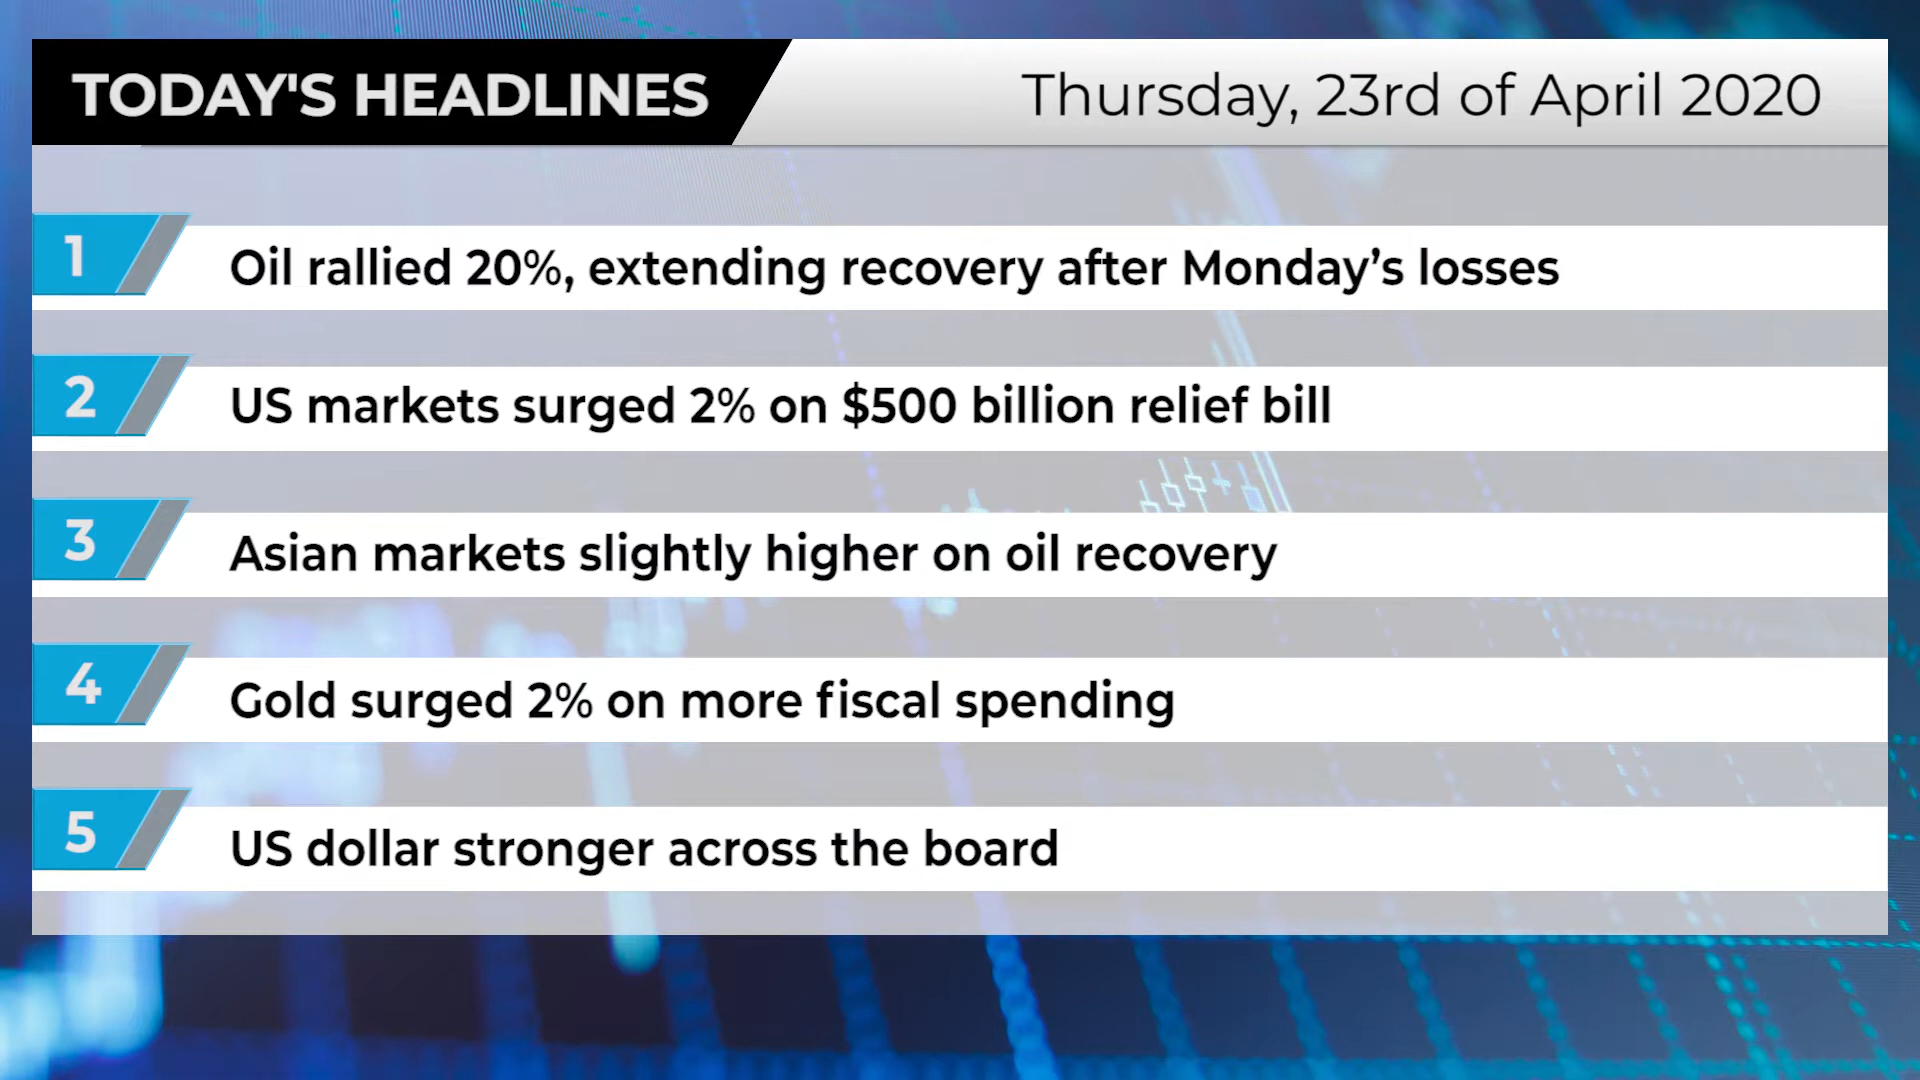 TODAY'S HEADLINES
Thursday, 23rd of April 2020
1
Oil rallied 20%, extending recovery after Monday’s losses
2
US markets surged 2% on $500 billion relief bill
3
Asian markets slightly higher on oil recovery
4
Gold surged 2% on more fiscal spending
5
US dollar stronger across the board